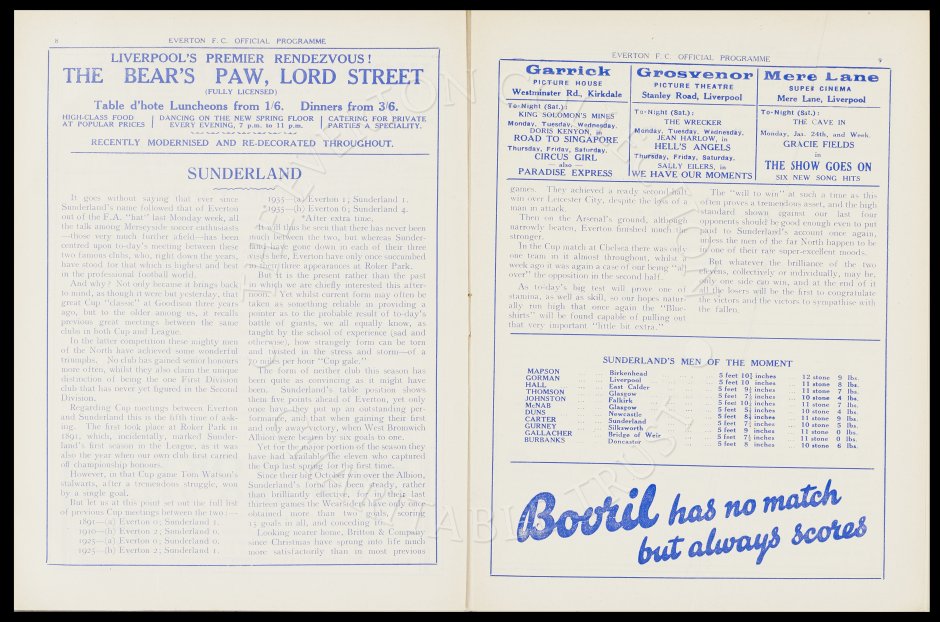 8
EVERTON F.C. OFFICIAL PROGRAMME
LIVERPOOL'S PREMIER RENDEZVOUS!
THE BEAR'S PAW, LORD STREET
(FULLY LICENSED)
Table d'hote Luncheons from 1/6. Dinners from 3/6.
HIGH-CLASS FOOD
AT POPULAR PRICES
DANCING ON THE NEW SPRING FLOOR
EVERY EVENING, 7 p.m. to 11 p.m.
CATERING FOR PRIVATE
PARTIES A SPECIALITY.
RECENTLY MODERNISED AND RE-DECORATED THROUGHOUT.
SUNDERLAND
It goes without saying that ever since
Sunderland's name followed that of Everton
out of the F.A. "hat" last Monday week, all
the talk among Merseyside soccer enthusiasts
—those very much further afield—has been
centred upon to-day's meeting between these
two famous clubs, who, right down the years,
have stood for that which is highest and best
in the professional football world.
And why? Not only because it brings back
to mind, as though it were but yesterday, that
great Cup "classic" at Goodison three years
ago, but to the older among us, it recalls
previous great meetings between the same
clubs in both Cup and League.
In the latter competition these mighty men
of the North have achieved some wonderful
triumphs. No club has gained senior honours
more often, whilst they also claim the unique
distinction of being the one First Division
club that has never yet figured in the Second
Division.
Regarding Cup meetings between Everton
and Sunderland this is the fifth time of ask-
ing. The first took place at Roker Park in
1891, which, incidentally, marked Sunder-
land's first season in the League, as it was
also the year when our own club first carried
off championship honours.
However, in that Cup game Tom Watson's
stalwarts, after a tremendous struggle, won
by a single goal.
But let us at this point set out the full list
of previous Cup meetings between the two:—
1891—(a) Everton 0; Sunderland 1.
1910—(h) Everton 2; Sunderland 0.
1925—(a) Everton 0; Sunderland 0.
1925—(h) Everton 2; Sunderland 1.
1935—(a) Everton 1; Sunderland 1.
*1935—(h) Everton 6; Sunderland 4.
*After extra time.
It will thus be seen that there has never been
much between the two, but whereas Sunder-
land have gone down in each of their three
visits here, Everton have only once succumbed
in their three appearances at Roker Park.
But it is the present rather than the past
in which we are chiefly interested this after-
noon. Yet whilst current form may often be
taken as something reliable in providing a
pointer as to the probable result of to-day's
battle of giants, we all equally know, as
taught by the school of experience (sad and
otherwise), how strangely form can be torn
and twisted in the stress and storm—of a
70 miles per hour "Cup gale."
The form of neither club this season has
been quite as convincing as it might have
been. Sunderland's table position shows
them five points ahead of Everton, yet only
once have they put up an outstanding per-
formance, and that when gaining their first
and only away victory, when West Bromwich
Albion were beaten by six goals to one.
Yet for the major portion of the season they
have had available the eleven who captured
the Cup last spring for the first time.
Since their big October win over the Albion,
Sunderland's form has been steady, rather
than brilliantly effective, for in their last
thirteen games the Wearsiders have only once
obtained more than two goals, scoring
15 goals in all, and conceding 16.
Looking nearer home, Britton & Company
since Christmas have sprung into life much
more satisfactorily than in most previous
EVERTON F.C. OFFICIAL PROGRAMME
9
Garrick
PICTURE HOUSE
Westminster Rd., Kirkdale
To-Night (Sat.):
KING SOLOMON'S MINES
Monday, Tuesday, Wednesday.
DORIS KENYON, in
ROAD TO SINGAPORE
Thursday, Friday, Saturday.
CIRCUS GIRL
—also—
PARADISE EXPRESS
Grosvenor
PICTURE THEATRE
Stanley Road, Liverpool
To-Night (Sat.):
THE WRECKER
Monday, Tuesday, Wednesday.
JEAN HARLOW, in
HELL'S ANGELS
Thursday, Friday, Saturday.
SALLY EILERS, in
WE HAVE OUR MOMENTS
Mere Lane
SUPER CINEMA
Mere Lane, Liverpool
To-Night (Sat.):
THE CAVE IN
Monday, Jan. 24th, and Week.
GRACIE FIELDS
in
THE SHOW GOES ON
SIX NEW SONG HITS
games. They achieved a ready second-half
win over Leicester City, despite the loss of a
man in attack.
Then on the Arsenal's ground, although
narrowly beaten, Everton finished much the
stronger.
In the Cup match at Chelsea there was only
one team in it almost throughout, whilst a
week ago it was again a case of our being "all
over" the opposition in the second half.
As to-day's big test will prove one of
stamina, as well as skill, so our hopes natur-
ally run high that once again the "Blue-
shirts" will be found capable of pulling out
that very important "little bit extra."
The "will to win" at such a time as this
often proves a tremendous asset, and the high
standard shown against our last four
opponents should be good enough even to put
paid to Sunderland's account once again,
unless the men of the far North happen to be
in one of their rare super-excellent moods.
But whatever the brilliance of the two
elevens, collectively or individually, may be,
only one side can win, and at the end of it
all the losers will be the first to congratulate
the victors and the victors to sympathise with
the fallen.
SUNDERLAND'S MEN OF THE MOMENT
MAPSON ... Birkenhead ... 5 feet 10¾ inches ... 12 stone 9 lbs.
GORMAN ... Liverpool ... 5 feet 10 inches ... 11 stone 8 lbs.
HALL ... East Calder ... 5 feet inches ... 11 stone 6 lbs.
THOMSON ... Glasgow ... 5 feet inches ... 11 stone 7 lbs.
JOHNSTON ... Falkirk ... 5 feet inches ... 10 stone 4 lbs.
McNAB ... Glasgow ... 5 feet inches ... 11 stone 7 lbs.
DUNS ... Newcastle ... 5 feet inches ... 10 stone 4 lbs.
CARTER ... Sunderland ... 5 feet inches ... 11 stone 9 lbs.
GURNEY ... Silksworth ... 5 feet inches ... 10 stone 5 lbs.
GALLACHER ... Bridge of Weir ... 5 feet inches ... 11 stone 0 lbs.
BURBANKS ... Doncaster ... 5 feet 8 inches ... 10 stone 6 lbs.
Bovril has no match
but always scores